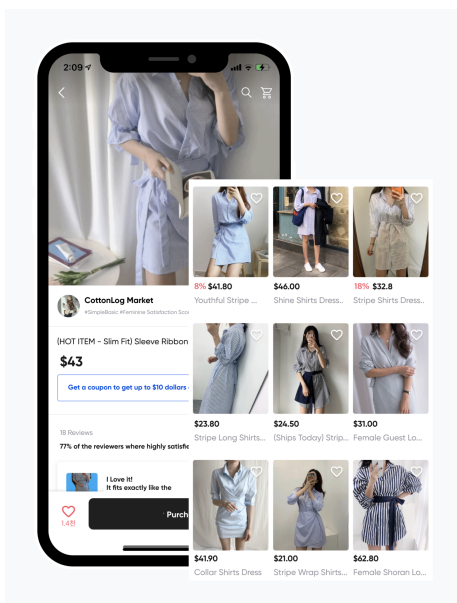 2:09
CottonLog Market
#SimpleBasic #Feminine Satisfaction
(HOT ITEM - Slim Fit) Sleeve Ribbon
$43
Get a coupon to get up to $10 dollars
18 Reviews
77% of the reviewers where highly
I Love it!
It fits exactly like the
1.4천
8% $41.80
Youthful Stripe ...
$46.00
Shine Shirts Dress..
18% $32.8
Stripe Shirts Dress..
$23.80
Stripe Long Shirts...
$24.50
(Ships Today) Strip...
$31.00
Female Guest Lo...
$41.90
Collar Shirts Dress
$21.00
Stripe Wrap Shirts...
$62.80
Female Shoran Lo...